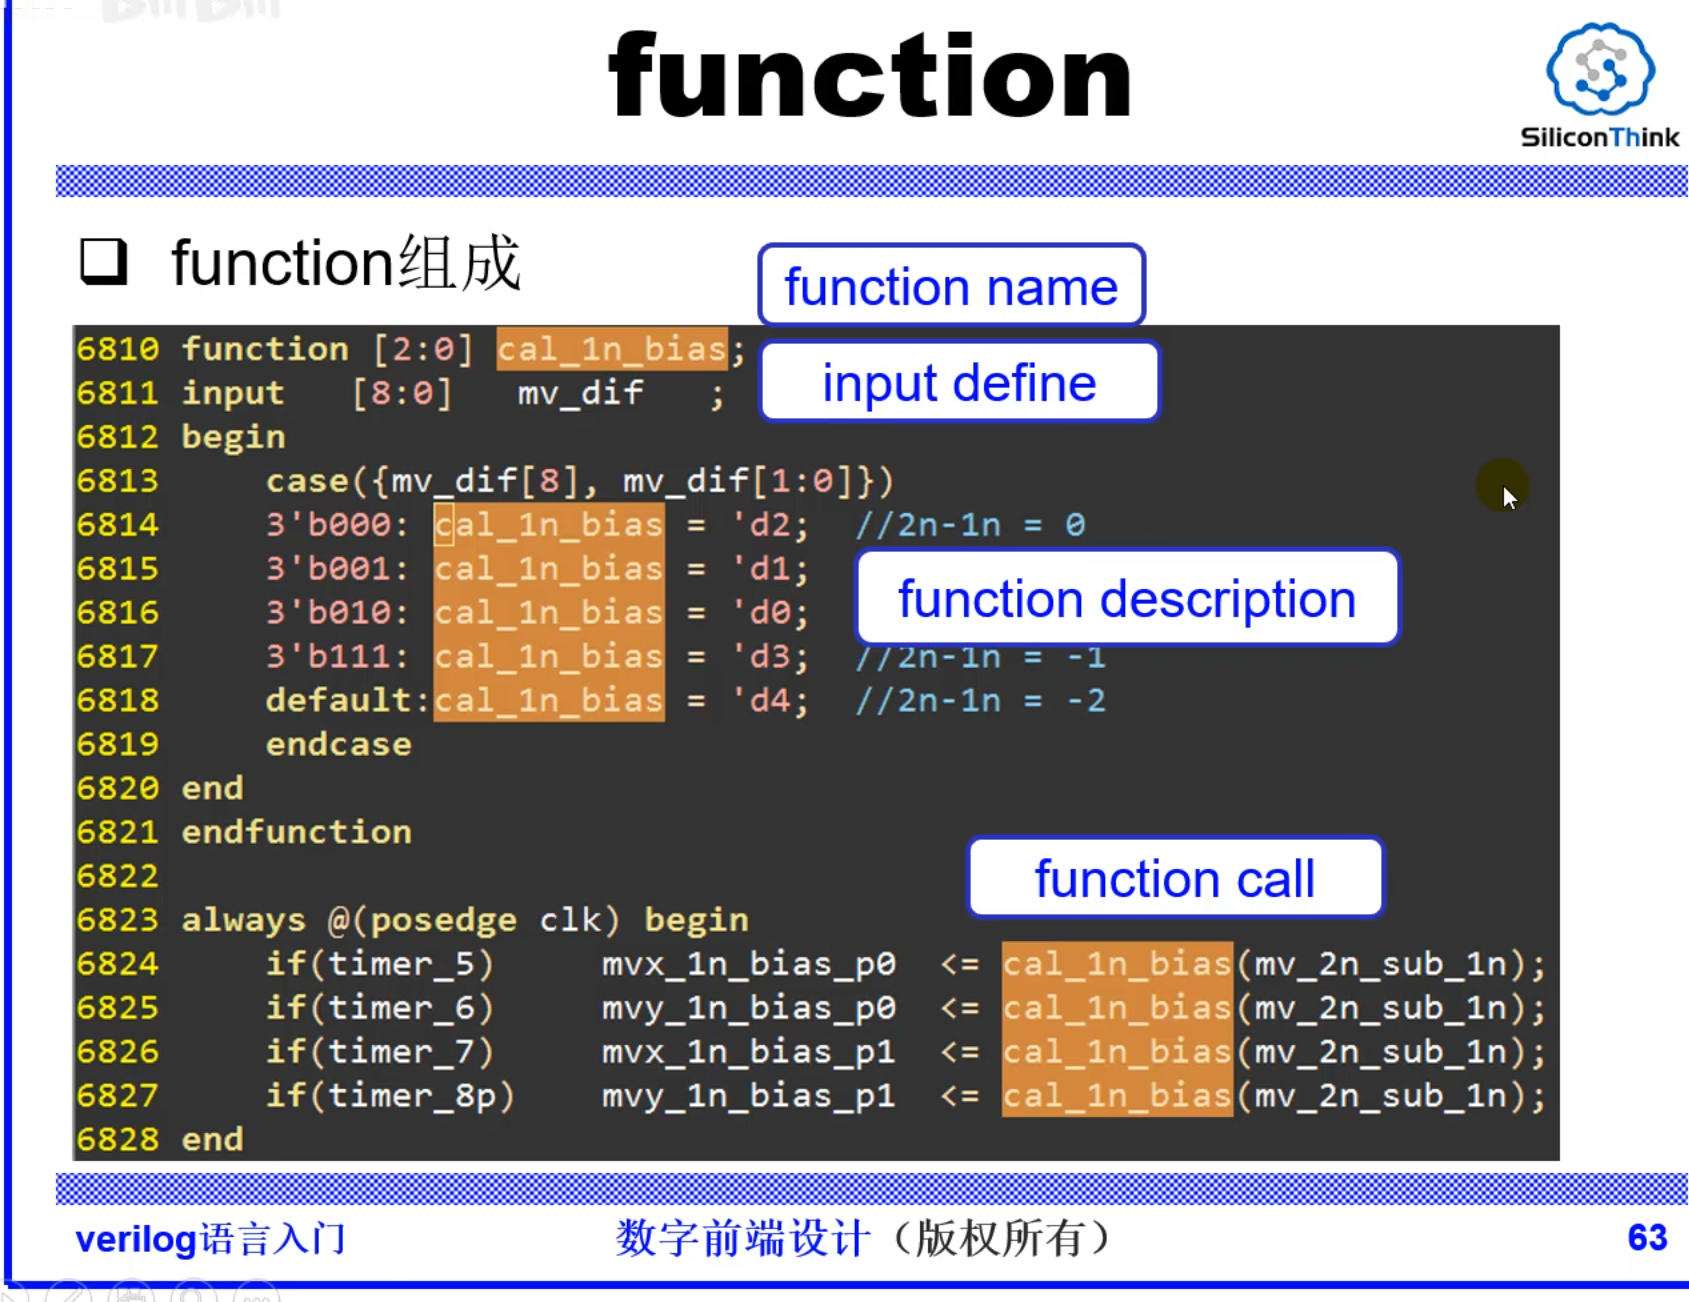 function
SiliconThink
function组成
function name
6810 function [2:0] cal_1n_bias;
input define
6811 input [8:0] mv_dif ;
6812 begin
6813 case({mv_dif[8], mv_dif[1:0]})
6814 3'b000: cal_1n_bias = 'd2; //2n-1n = 0
6815 3'b001: cal_1n_bias = 'd1;
function description
6816 3'b010: cal_1n_bias = 'd0;
6817 3'b111: cal_1n_bias = 'd3; //2n-1n = -1
6818 default:cal_1n_bias = 'd4; //2n-1n = -2
6819 endcase
6820 end
6821 endfunction
6822
function call
6823 always @(posedge clk) begin
6824 if(timer_5) mvx_1n_bias_p0 <= cal_1n_bias(mv_2n_sub_1n);
6825 if(timer_6) mvy_1n_bias_p0 <= cal_1n_bias(mv_2n_sub_1n);
6826 if(timer_7) mvx_1n_bias_p1 <= cal_1n_bias(mv_2n_sub_1n);
6827 if(timer_8p) mvy_1n_bias_p1 <= cal_1n_bias(mv_2n_sub_1n);
6828 end
verilog语言入门
数字前端设计（版权所有）
63